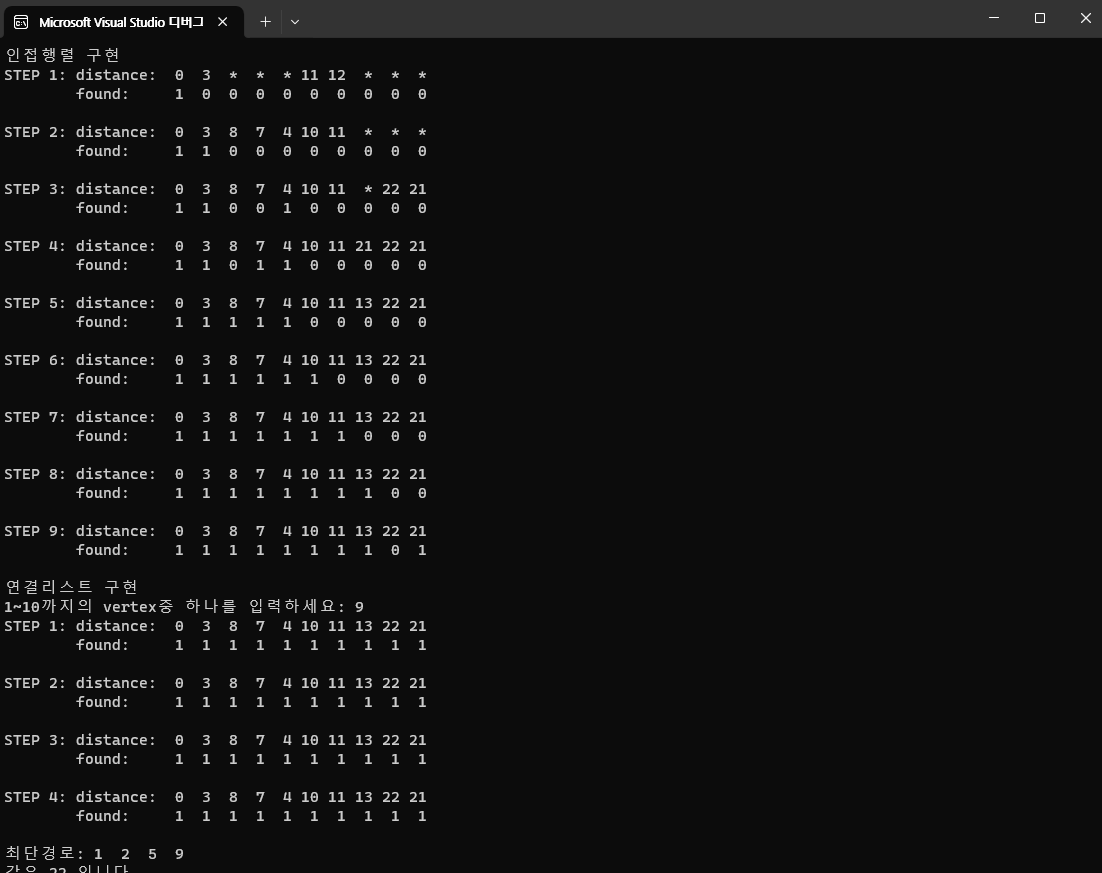 Microsoft Visual Studio 디버그
인접행렬 구현
STEP 1: distance:  0  3  *  *  * 11 12  *  *  *
        found:     1  0  0  0  0  0  0  0  0  0
STEP 2: distance:  0  3  8  7  4 10 11  *  *  *
        found:     1  1  0  0  0  0  0  0  0  0
STEP 3: distance:  0  3  8  7  4 10 11  * 22 21
        found:     1  1  0  0  1  0  0  0  0  0
STEP 4: distance:  0  3  8  7  4 10 11 21 22 21
        found:     1  1  0  1  1  0  0  0  0  0
STEP 5: distance:  0  3  8  7  4 10 11 13 22 21
        found:     1  1  1  1  1  0  0  0  0  0
STEP 6: distance:  0  3  8  7  4 10 11 13 22 21
        found:     1  1  1  1  1  1  0  0  0  0
STEP 7: distance:  0  3  8  7  4 10 11 13 22 21
        found:     1  1  1  1  1  1  1  0  0  0
STEP 8: distance:  0  3  8  7  4 10 11 13 22 21
        found:     1  1  1  1  1  1  1  1  0  0
STEP 9: distance:  0  3  8  7  4 10 11 13 22 21
        found:     1  1  1  1  1  1  1  1  0  1
연결리스트 구현
1~10까지의 vertex중 하나를 입력하세요: 9
STEP 1: distance:  0  3  8  7  4 10 11 13 22 21
        found:     1  1  1  1  1  1  1  1  1  1
STEP 2: distance:  0  3  8  7  4 10 11 13 22 21
        found:     1  1  1  1  1  1  1  1  1  1
STEP 3: distance:  0  3  8  7  4 10 11 13 22 21
        found:     1  1  1  1  1  1  1  1  1  1
STEP 4: distance:  0  3  8  7  4 10 11 13 22 21
        found:     1  1  1  1  1  1  1  1  1  1
최단경로: 1  2  5  9
값은 22 입니다